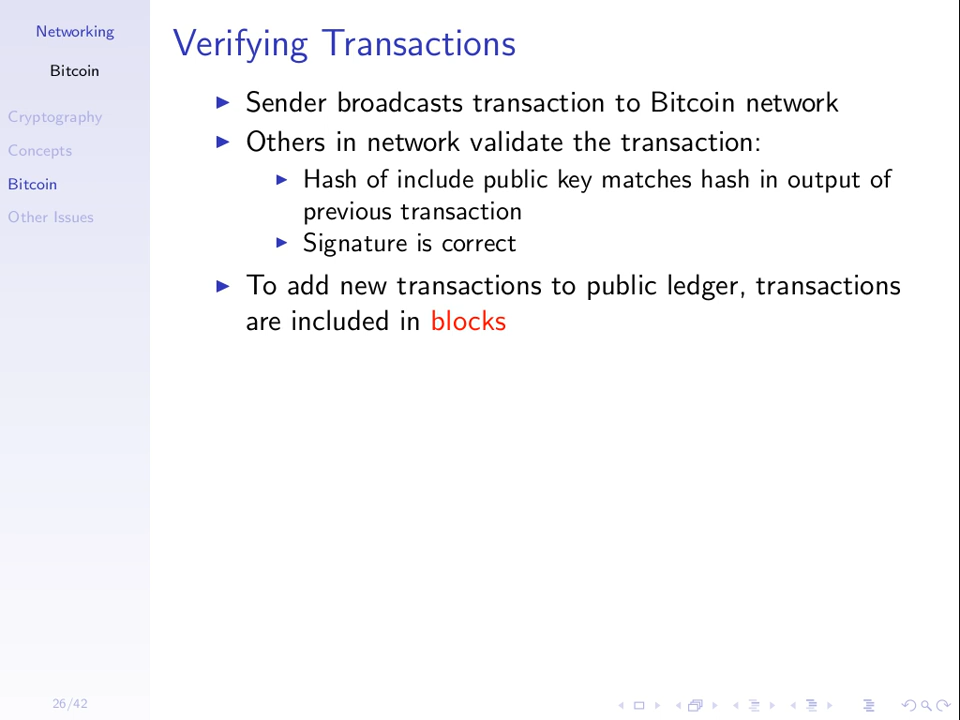 Networking
Bitcoin
Cryptography
Concepts
Bitcoin
Other Issues
26/42
Verifying Transactions
Sender broadcasts transaction to Bitcoin network
Others in network validate the transaction:
Hash of include public key matches hash in output of
previous transaction
Signature is correct
To add new transactions to public ledger, transactions
are included in blocks